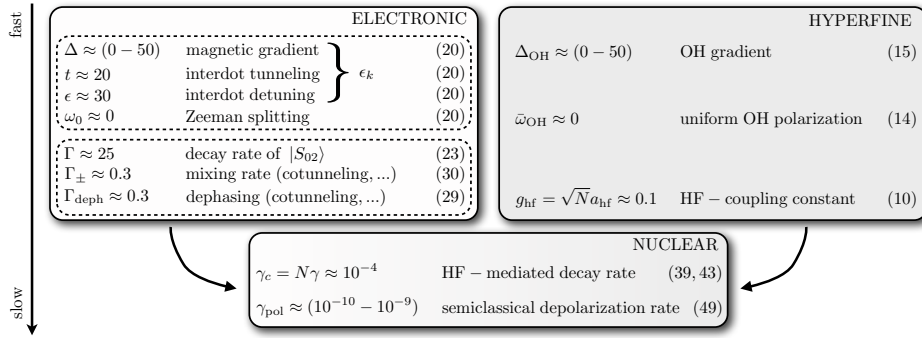 fast
ELECTRONIC
Δ ≈ (0 − 50) magnetic gradient (20)
t ≈ 20 interdot tunneling } ϵ_k (20)
ϵ ≈ 30 interdot detuning (20)
ω₀ ≈ 0 Zeeman splitting (20)
Γ ≈ 25 decay rate of |S₀₂⟩ (23)
Γ± ≈ 0.3 mixing rate (cotunneling, ...) (30)
Γ_deph ≈ 0.3 dephasing (cotunneling, ...) (29)
HYPERFINE
Δ_OH ≈ (0 − 50) OH gradient (15)
ω̄_OH ≈ 0 uniform OH polarization (14)
g_hf = √N a_hf ≈ 0.1 HF − coupling constant (10)
NUCLEAR
γ_c = Nγ ≈ 10⁻⁴ HF − mediated decay rate (39, 43)
γ_pol ≈ (10⁻¹⁰ − 10⁻⁹) semiclassical depolarization rate (49)
slow